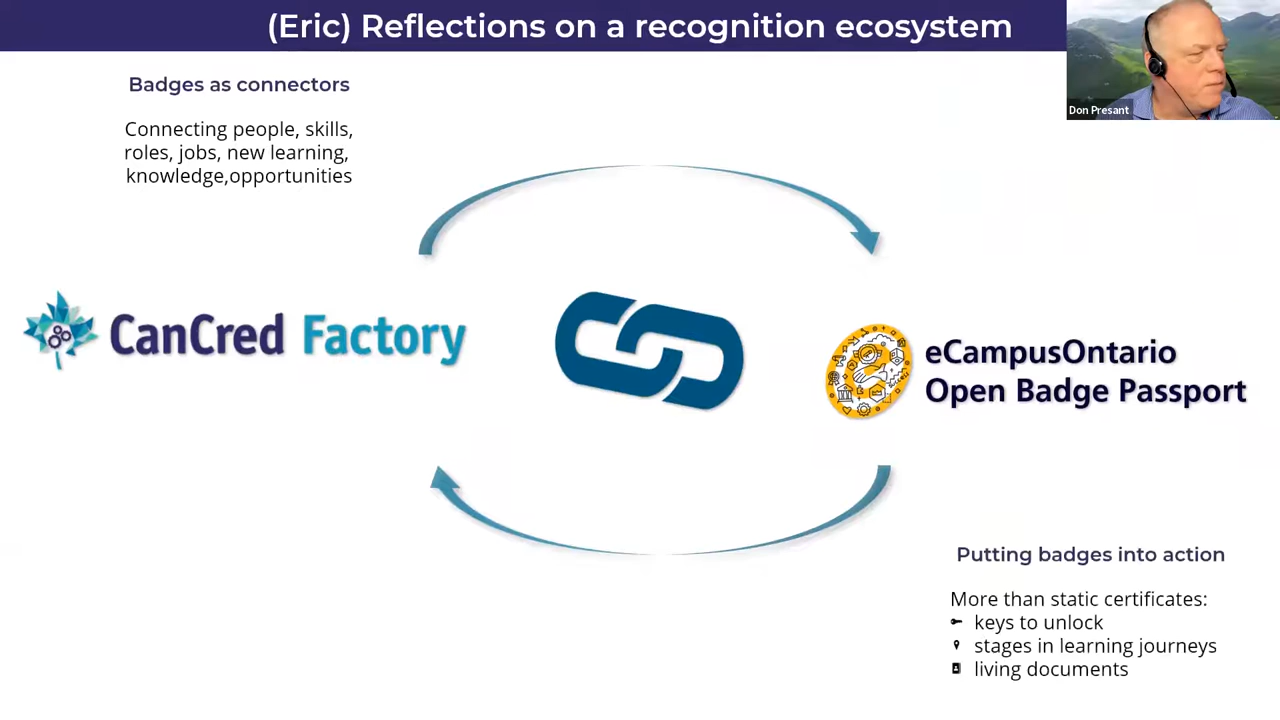 (Eric) Reflections on a recognition ecosystem
Don Presant
Badges as connectors
Connecting people, skills,
roles, jobs, new learning,
knowledge,opportunities
CanCred Factory
eCampusOntario
Open Badge Passport
Putting badges into action
More than static certificates:
keys to unlock
stages in learning journeys
living documents